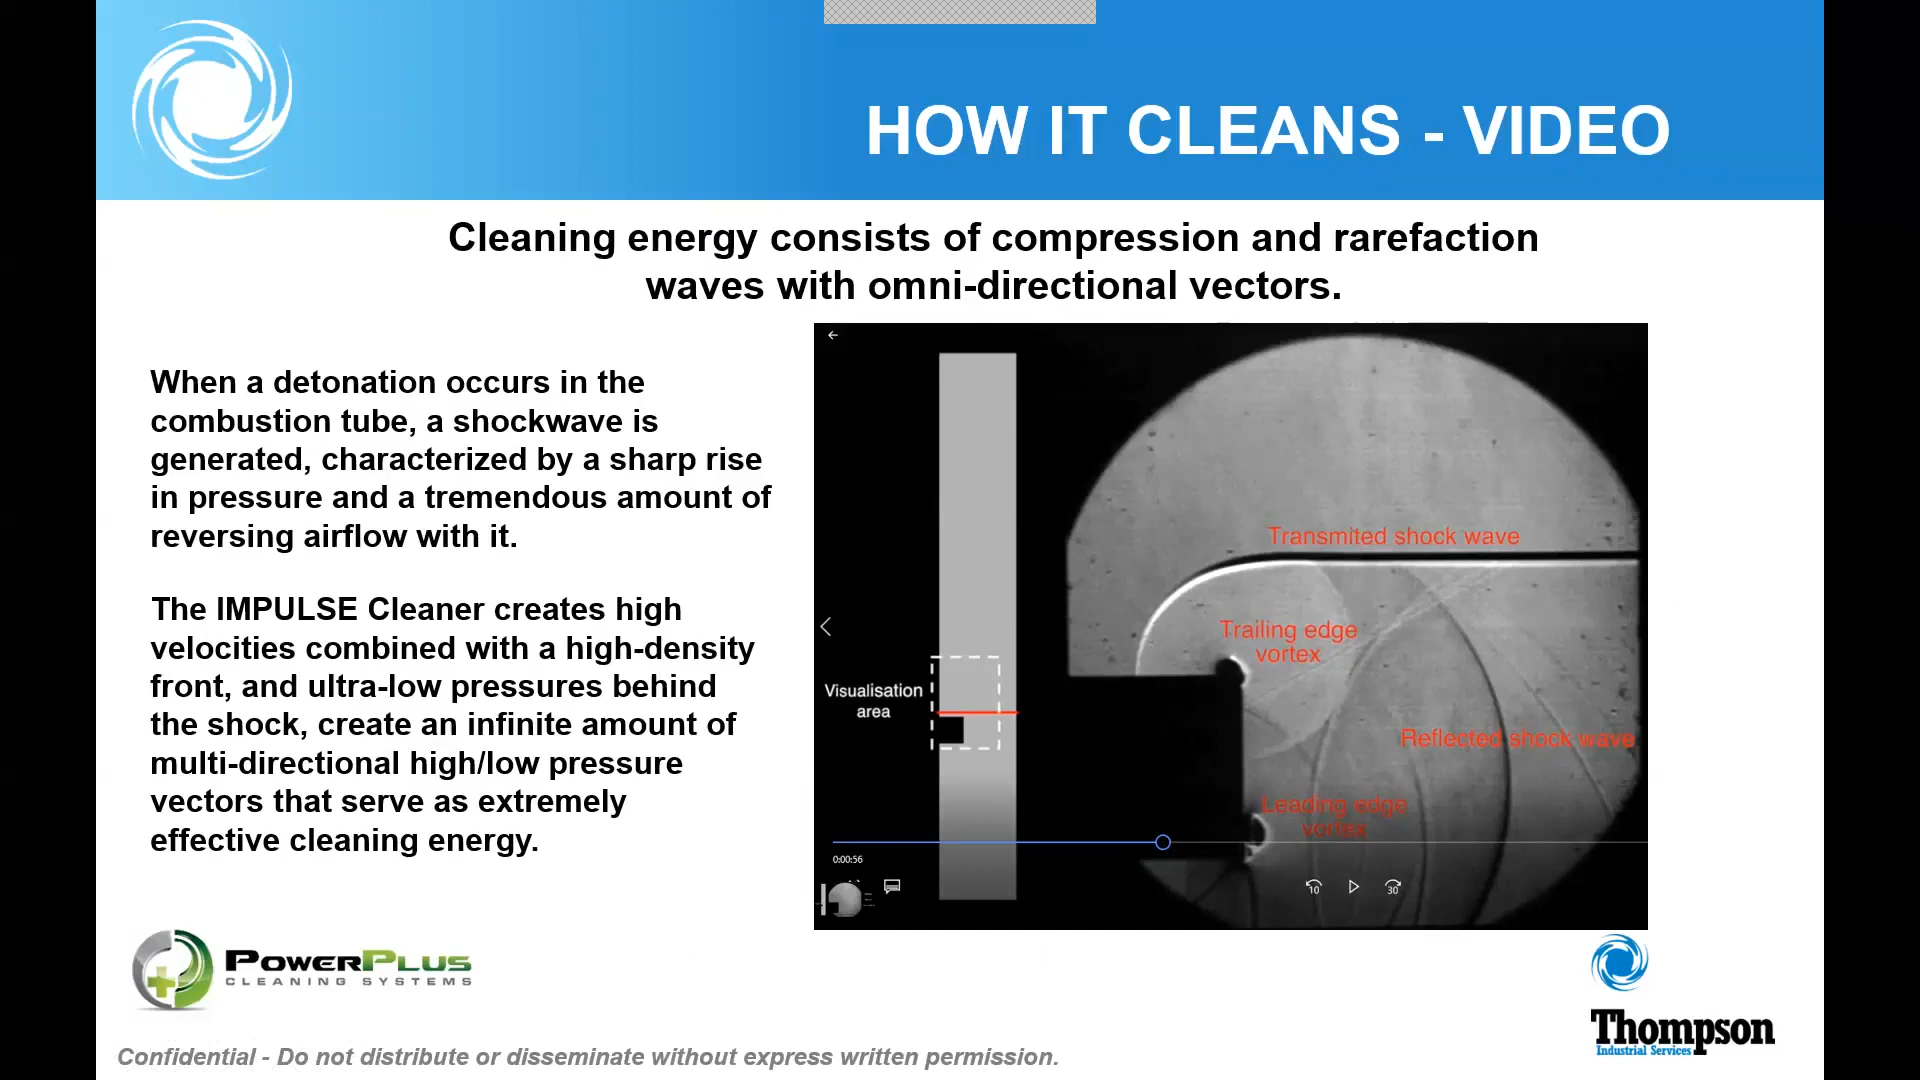 HOW IT CLEANS - VIDEO
Cleaning energy consists of compression and rarefaction
waves with omni-directional vectors.
When a detonation occurs in the
combustion tube, a shockwave is
generated, characterized by a sharp rise
in pressure and a tremendous amount of
reversing airflow with it.
The IMPULSE Cleaner creates high
velocities combined with a high-density
front, and ultra-low pressures behind
the shock, create an infinite amount of
multi-directional high/low pressure
vectors that serve as extremely
effective cleaning energy.
Transmited shock wave
Trailing edge
vortex
Visualisation
area
Reflected shock wave
Leading edge
vortex
0:00:56
10
30
POWERPLUS
CLEANING SYSTEMS
Thompson
Industrial Services
Confidential - Do not distribute or disseminate without express written permission.